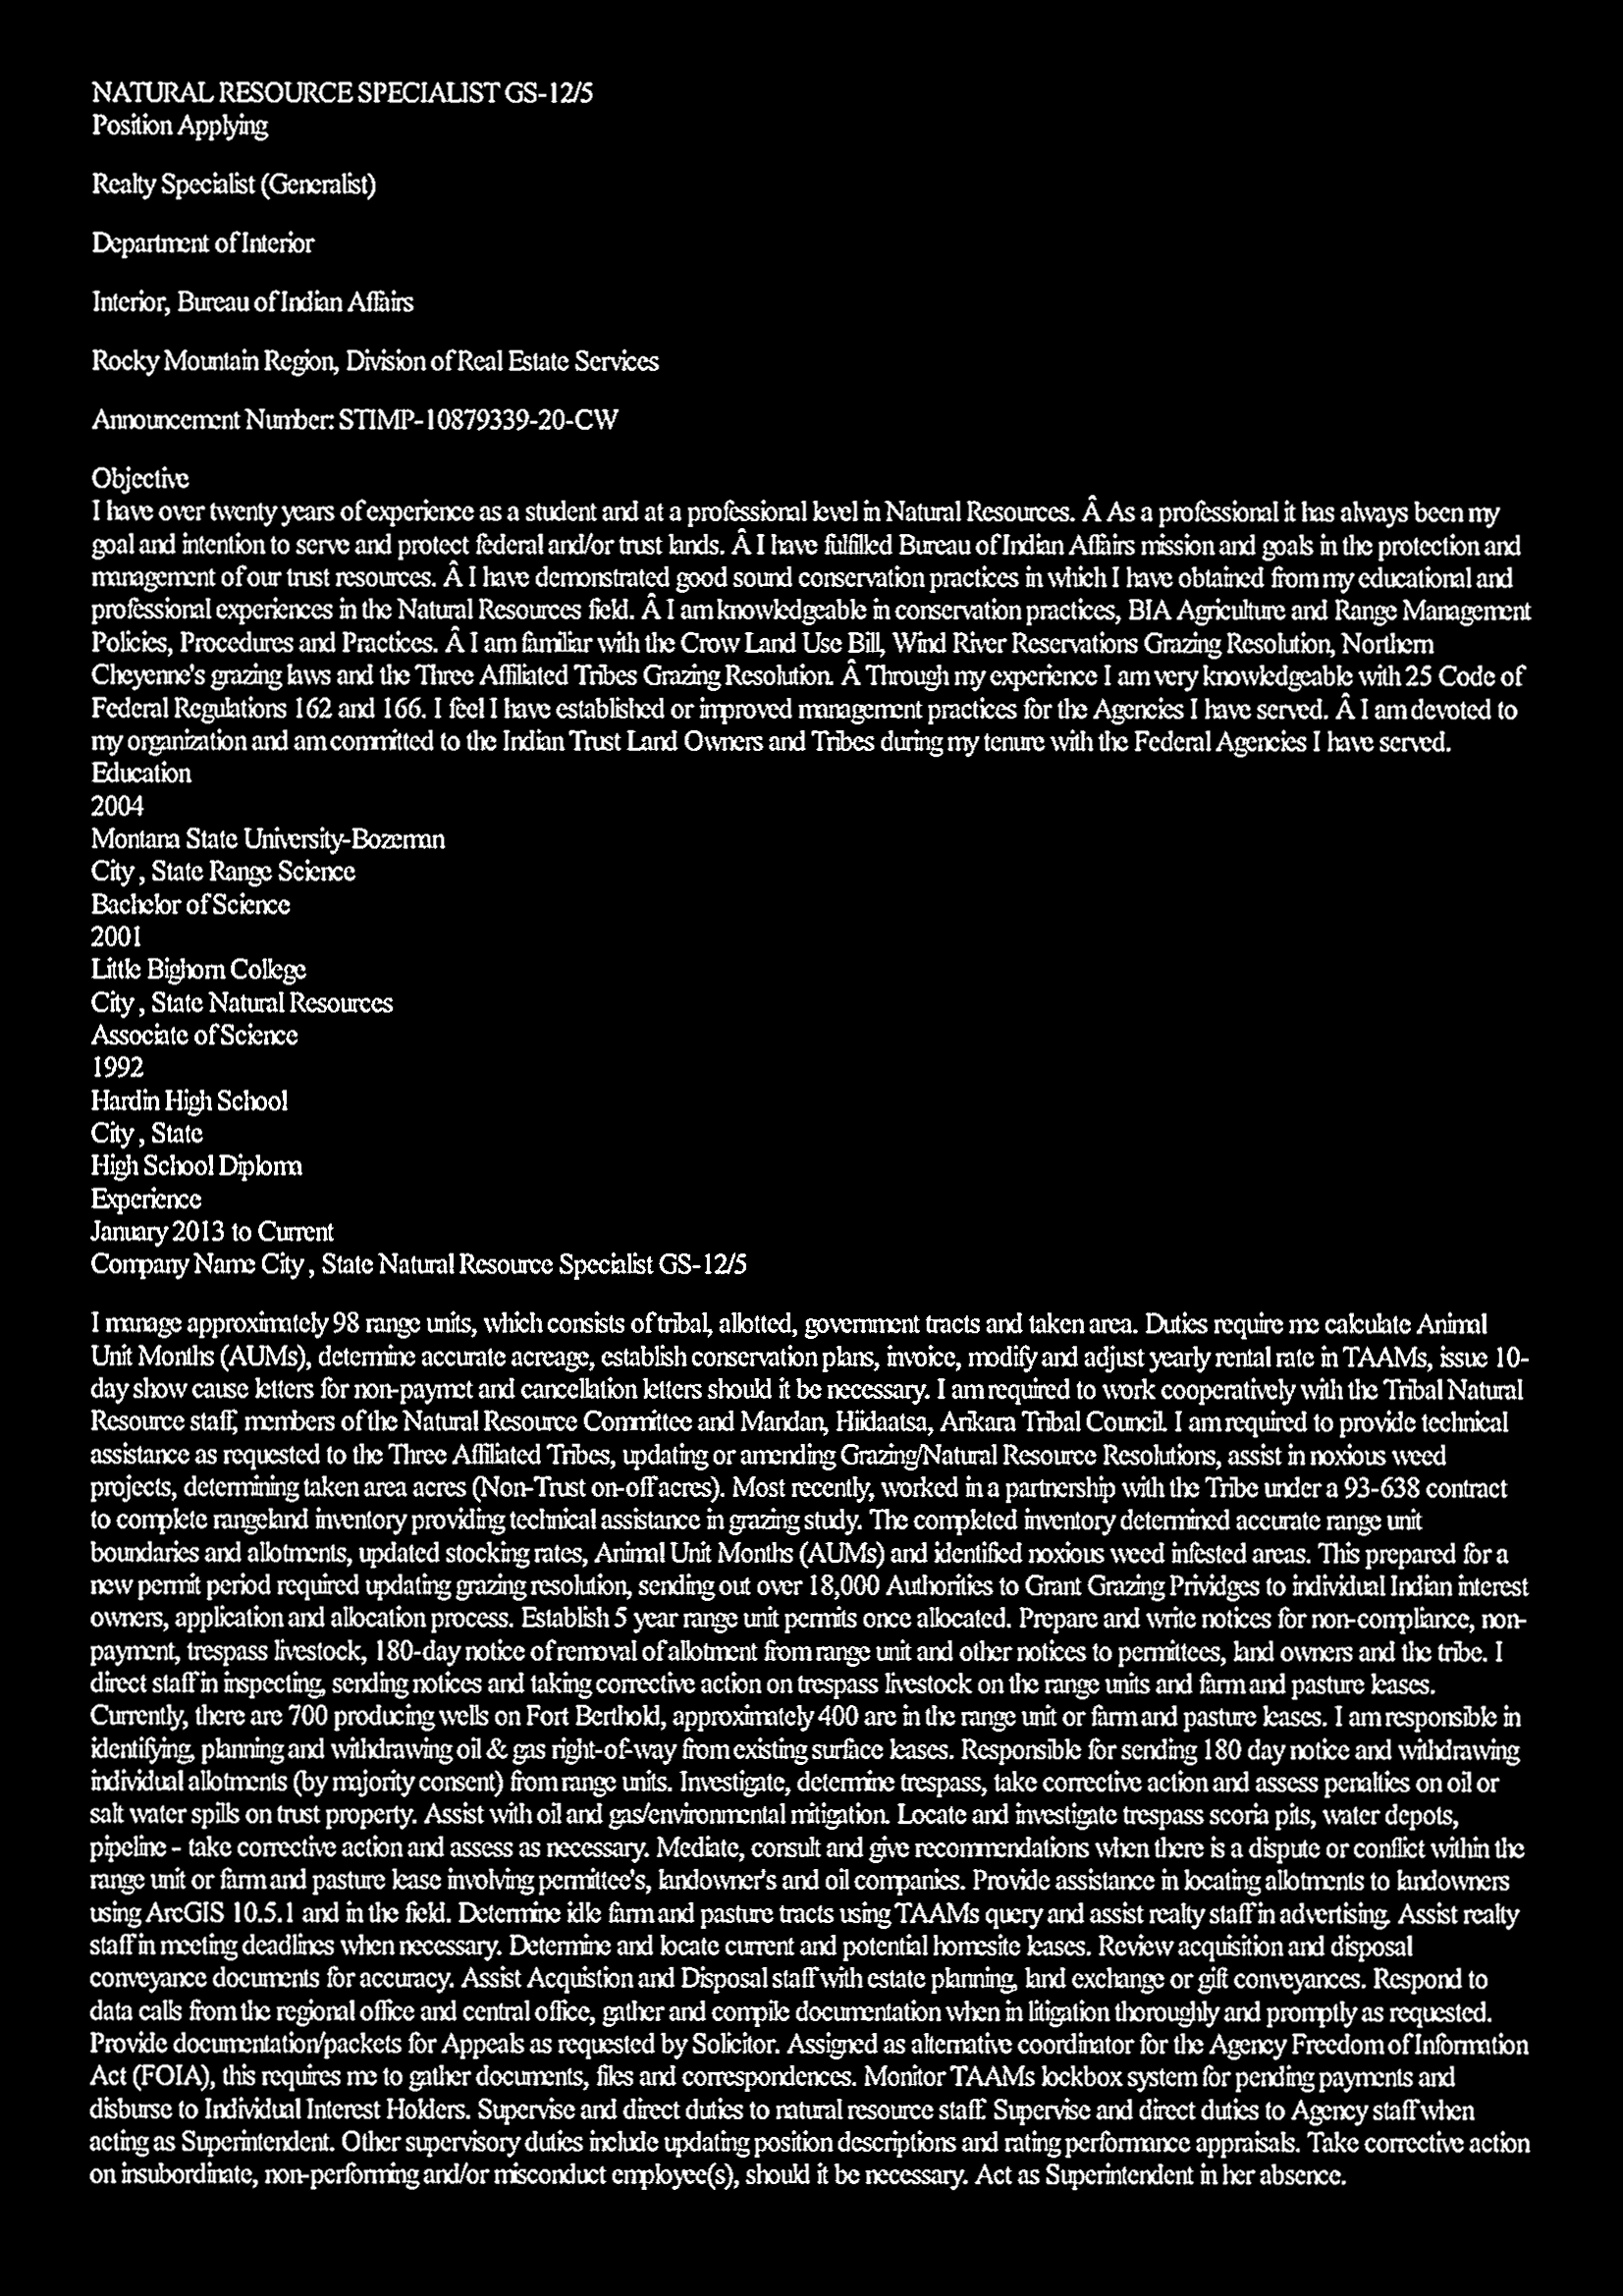 NATURAL RESOURCE SPECIALIST GS-12/5
Position Applying
Realty Specialist (Generalist)
Department of Interior
Interior, Bureau of Indian Affairs
Rocky Mountain Region, Division of Real Estate Services
Announcement Number: STIMP-10879339-20-CW
Objective
I have over twenty years of experience as a student and at a professional level in Natural Resources. Â As a professional it has always been my
goal and intention to serve and protect federal and/or trust lands. Â I have fulfilled Bureau of Indian Affairs mission and goals in the protection and
management of our trust resources. Â I have demonstrated good sound conservation practices in which I have obtained from my educational and
professional experiences in the Natural Resources field. Â I am knowledgeable in conservation practices, BIA Agriculture and Range Management
Policies, Procedures and Practices. Â I am familiar with the Crow Land Use Bill, Wind River Reservations Grazing Resolution, Northern
Cheyenne's grazing laws and the Three Affiliated Tribes Grazing Resolution. Â Through my experience I am very knowledgeable with 25 Code of
Federal Regulations 162 and 166. I feel I have established or improved management practices for the Agencies I have served. Â I am devoted to
my organization and am committed to the Indian Trust Land Owners and Tribes during my tenure with the Federal Agencies I have served.
Education
2004
Montana State University-Bozeman
City , State Range Science
Bachelor of Science
2001
Little Bighorn College
City , State Natural Resources
Associate of Science
1992
Hardin High School
City , State
High School Diploma
Experience
January 2013 to Current
Company Name City , State Natural Resource Specialist GS-12/5
I manage approximately 98 range units, which consists of tribal, allotted, government tracts and taken area. Duties require me calculate Animal
Unit Months (AUMs), determine accurate acreage, establish conservation plans, invoice, modify and adjust yearly rental rate in TAAMs, issue 10-
day show cause letters for non-paymet and cancellation letters should it be necessary. I am required to work cooperatively with the Tribal Natural
Resource staff, members of the Natural Resource Committee and Mandan, Hiidaatsa, Arikara Tribal Council. I am required to provide technical
assistance as requested to the Three Affiliated Tribes, updating or amending Grazing/Natural Resource Resolutions, assist in noxious weed
projects, determining taken area acres (Non-Trust on-off acres). Most recently, worked in a partnership with the Tribe under a 93-638 contract
to complete rangeland inventory providing technical assistance in grazing study. The completed inventory determined accurate range unit
boundaries and allotments, updated stocking rates, Animal Unit Months (AUMs) and identified noxious weed infested areas. This prepared for a
new permit period required updating grazing resolution, sending out over 18,000 Authorities to Grant Grazing Prividges to individual Indian interest
owners, application and allocation process. Establish 5 year range unit permits once allocated. Prepare and write notices for non-compliance, non-
payment, trespass livestock, 180-day notice of removal of allotment from range unit and other notices to permittees, land owners and the tribe. I
direct staff in inspecting, sending notices and taking corrective action on trespass livestock on the range units and farm and pasture leases.
Currently, there are 700 producing wells on Fort Berthold, approximately 400 are in the range unit or farm and pasture leases. I am responsible in
identifying, planning and withdrawing oil & gas right-of-way from existing surface leases. Responsible for sending 180 day notice and withdrawing
individual allotments (by majority consent) from range units. Investigate, determine trespass, take corrective action and assess penalties on oil or
salt water spills on trust property. Assist with oil and gas/environmental mitigation. Locate and investigate trespass scoria pits, water depots,
pipeline - take corrective action and assess as necessary. Mediate, consult and give recommendations when there is a dispute or conflict within the
range unit or farm and pasture lease involving permittee's, landowner's and oil companies. Provide assistance in locating allotments to landowners
using ArcGIS 10.5.1 and in the field. Determine idle farm and pasture tracts using TAAMs query and assist realty staff in advertising. Assist realty
staff in meeting deadlines when necessary. Determine and locate current and potential homesite leases. Review acquisition and disposal
conveyance documents for accuracy. Assist Acquistion and Disposal staff with estate planning, land exchange or gift conveyances. Respond to
data calls from the regional office and central office, gather and compile documentation when in litigation thoroughly and promptly as requested.
Provide documentation/packets for Appeals as requested by Solicitor. Assigned as alternative coordinator for the Agency Freedom of Information
Act (FOIA), this requires me to gather documents, files and correspondences. Monitor TAAMs lockbox system for pending payments and
disburse to Individual Interest Holders. Supervise and direct duties to natural resource staff. Supervise and direct duties to Agency staff when
acting as Superintendent. Other supervisory duties include updating position descriptions and rating performance appraisals. Take corrective action
on insubordinate, non-performing and/or misconduct employee(s), should it be necessary. Act as Superintendent in her absence.